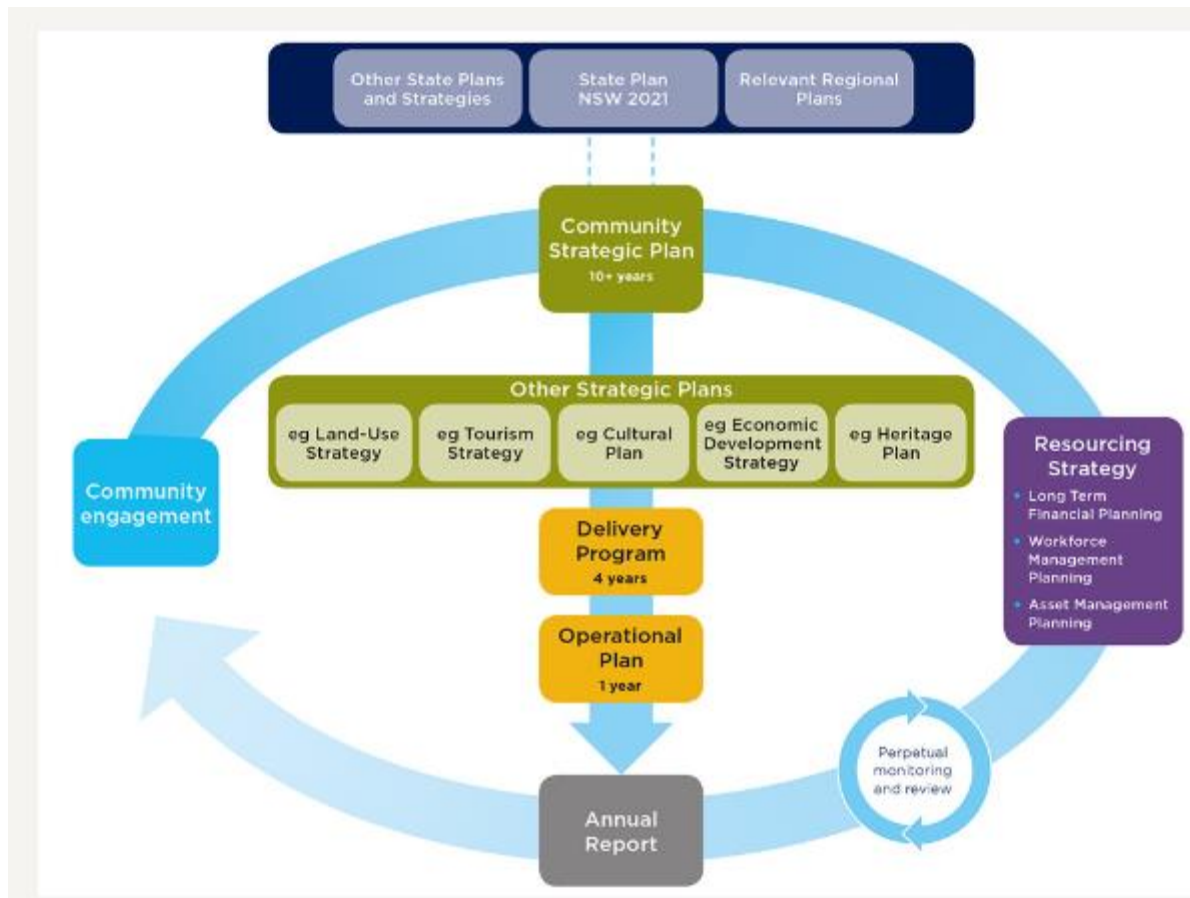 Other State Plans
and Strategies
State Plan
NSW 2021
Relevant Regional
Plans
Community
Strategic Plan
10+ years
Other Strategic Plans
eg Land-Use
Strategy
eg Tourism
Strategy
eg Cultural
Plan
eg Economic
Development
Strategy
eg Heritage
Plan
Community
engagement
Resourcing
Strategy
• Long Term
Financial Planning
• Workforce
Management
Planning
• Asset Management
Planning
Delivery
Program
4 years
Operational
Plan
1 year
Perpetual
monitoring
and review
Annual
Report